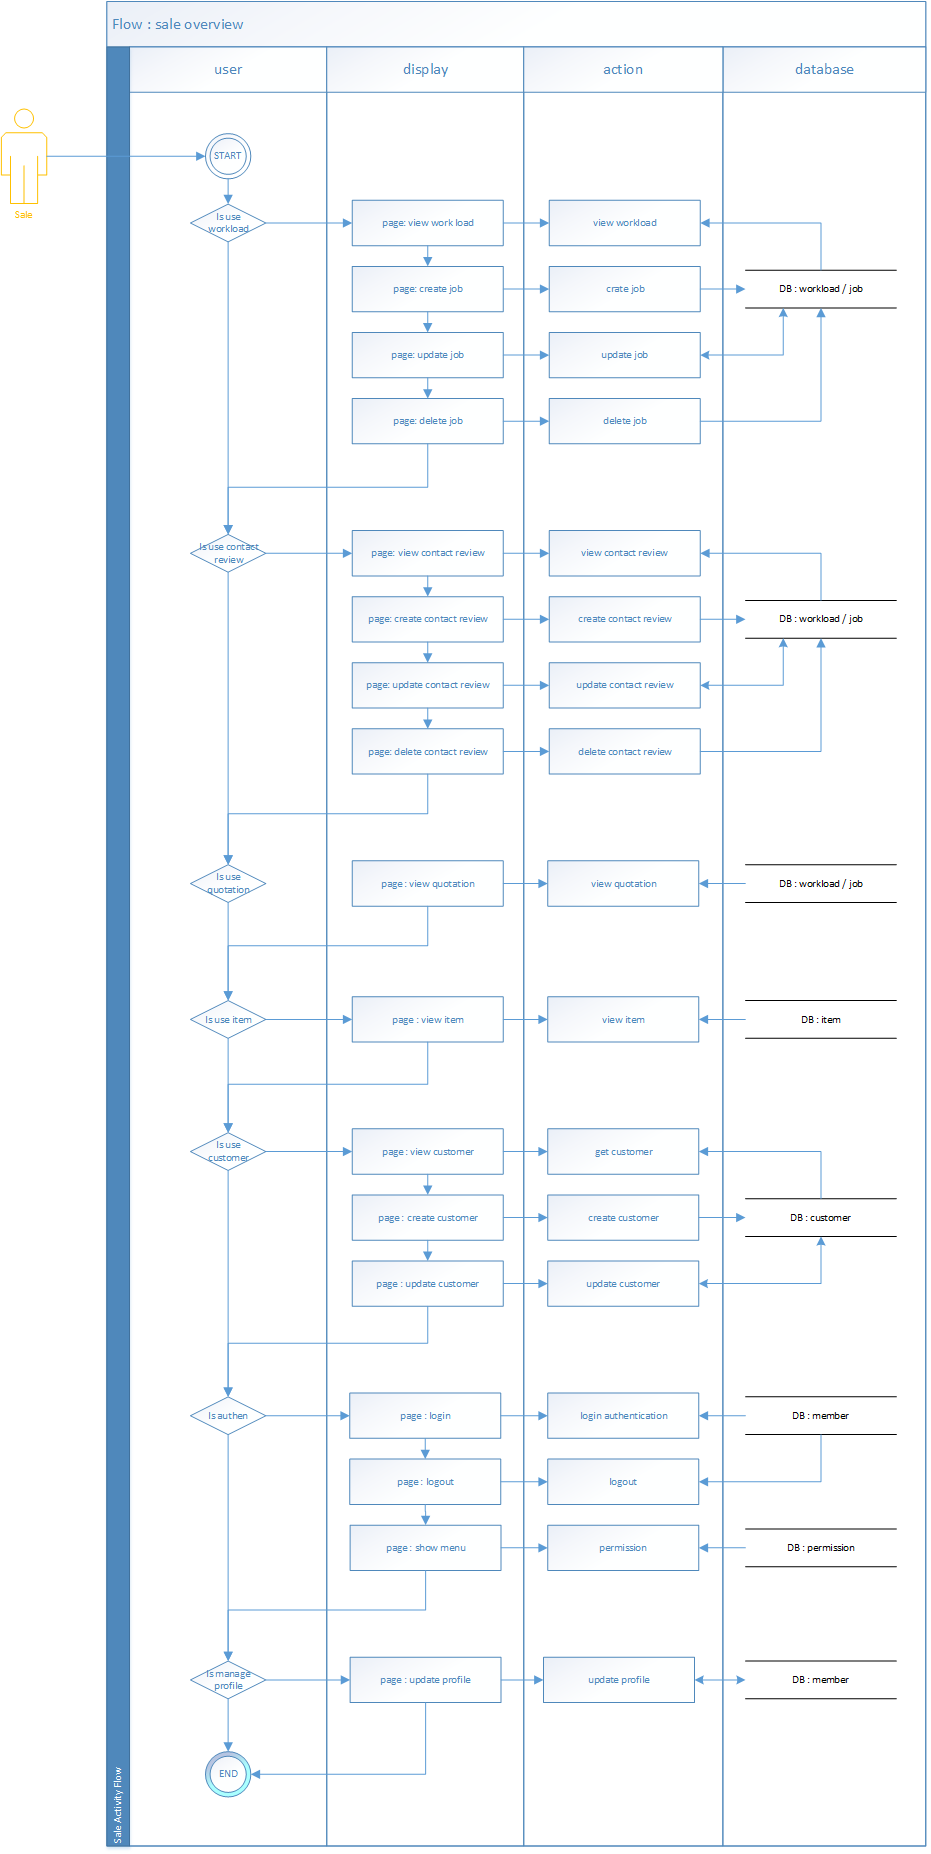 Flow : sale overview
user
display
action
database
START
Sale
Is use
workload
page: view work load
view workload
page: create job
crate job
DB : workload / job
page: update job
update job
page: delete job
delete job
Is use contact
review
page: view contact review
view contact review
page: create contact review
create contact review
DB : workload / job
page: update contact review
update contact review
page: delete contact review
delete contact review
Is use
quotation
page : view quotation
view quotation
DB : workload / job
Is use item
page : view item
view item
DB : item
Is use
customer
page : view customer
get customer
page : create customer
create customer
DB : customer
page : update customer
update customer
Is authen
page : login
login authentication
DB : member
page : logout
logout
page : show menu
permission
DB : permission
Is manage
profile
page : update profile
update profile
DB : member
END
Sale Activity Flow